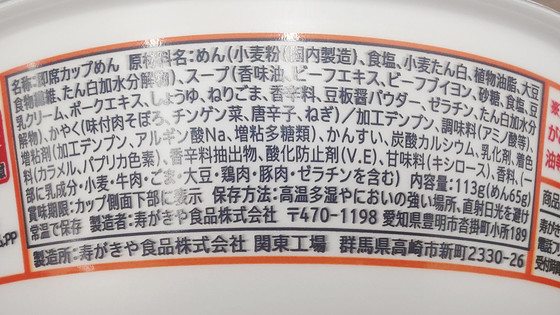 名称:即席カップめん 原材料名:めん(小麦粉(国内製造)、食塩、小麦たん白、植物油脂、大豆
食物繊維、たん白加水分解物)、スープ(香味油、ビーフエキス、ビーフブイヨン、砂糖、食塩、豆
乳クリーム、ポークエキス、しょうゆ、ねりごま、香辛料、豆板醤パウダー、ゼラチン、たん白加水分
解物)、かやく(味付肉そぼろ、チンゲン菜、唐辛子、ねぎ)/加工デンプン、調味料(アミノ酸等)、
増粘剤(加工デンプン、アルギン酸Na、増粘多糖類)、かんすい、炭酸カルシウム、乳化剤、着色
料(カラメル、パプリカ色素)、香辛料抽出物、酸化防止剤(V.E)、甘味料(キシロース)、香料、(一
部に乳成分・小麦・牛肉・ごま・大豆・鶏肉・豚肉・ゼラチンを含む) 内容量:113g(めん65g)
賞味期限:カップ側面下部に表示 保存方法:高温多湿やにおいの強い場所、直射日光を避け
常温で保存 製造者:寿がきや食品株式会社 〒470-1198 愛知県豊明市沓掛町小所189
製造所:寿がきや食品株式会社 関東工場 群馬県高崎市新町2330-26